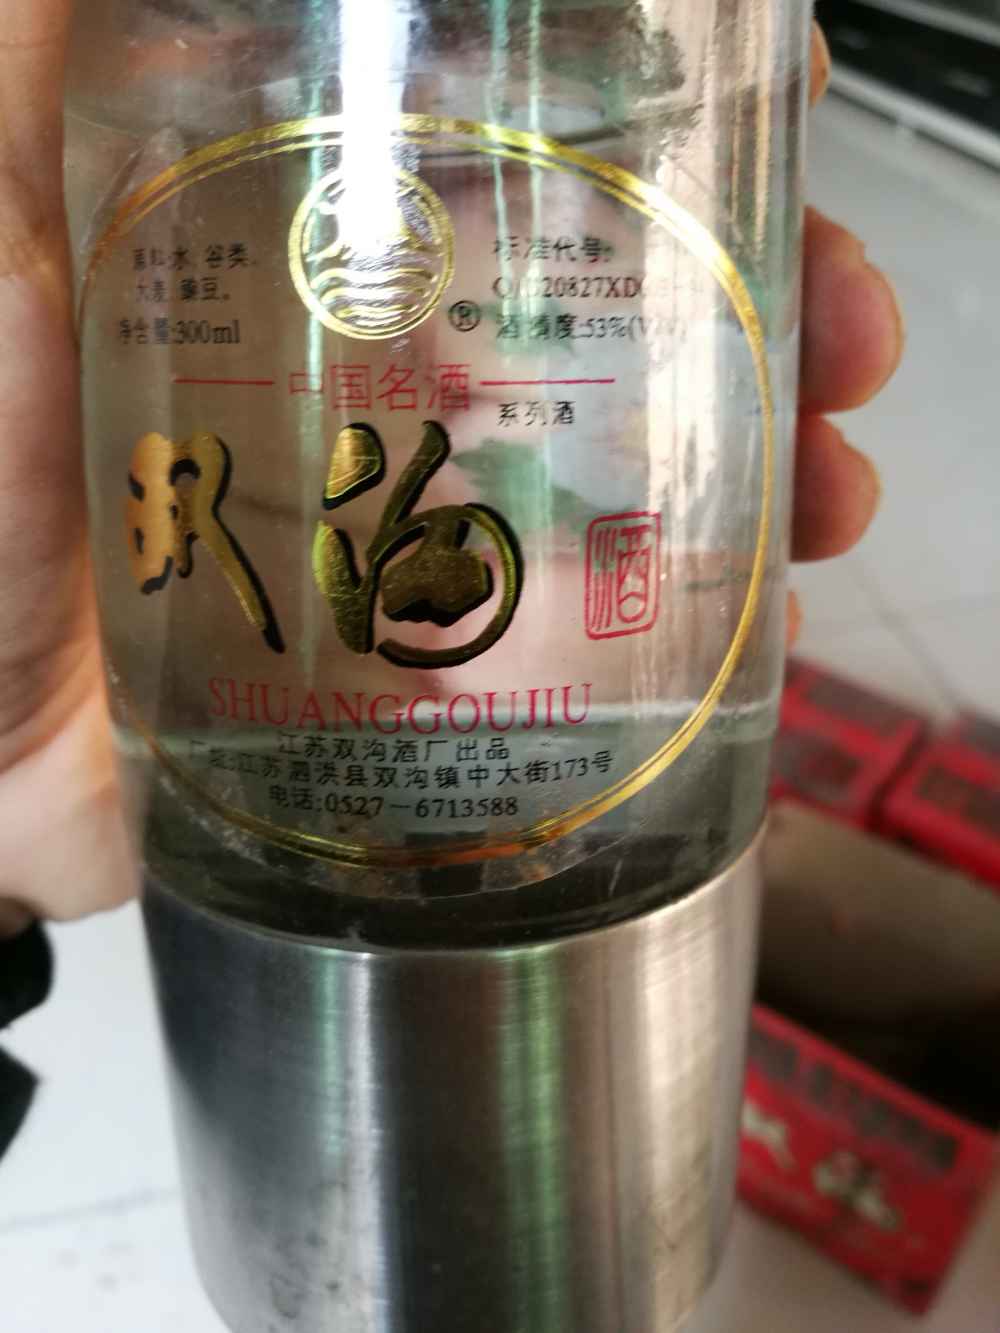 原料:水、谷类、
大麦、豌豆。
净含量:300ml
标准代号:
酒精度:53%(V/V)
®
中国名酒
系列酒
双沟
酒
SHUANGGOUJIU
江苏双沟酒厂出品
厂址:江苏泗洪县双沟镇中大街173号
电话:0527－6713588